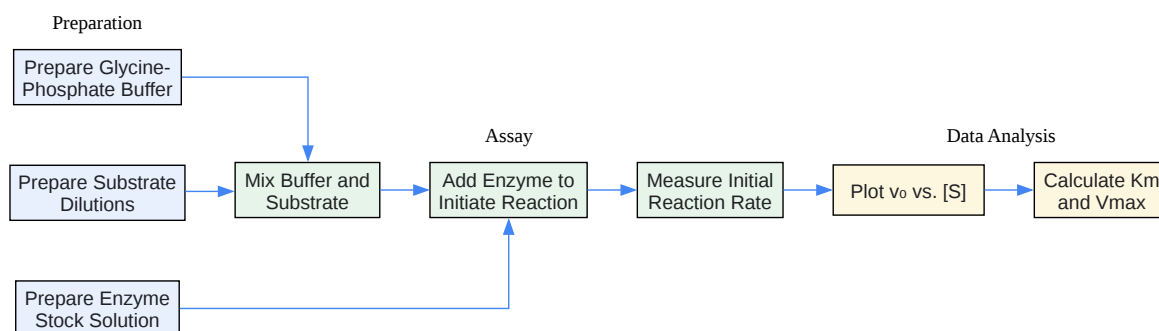 Preparation
Prepare Glycine-
Phosphate Buffer
Assay
Data Analysis
Prepare Substrate
Dilutions
Mix Buffer and
Substrate
Add Enzyme to
Initiate Reaction
Measure Initial
Reaction Rate
Plot v₀ vs. [S]
Calculate Km
and Vmax
Prepare Enzyme
Stock Solution